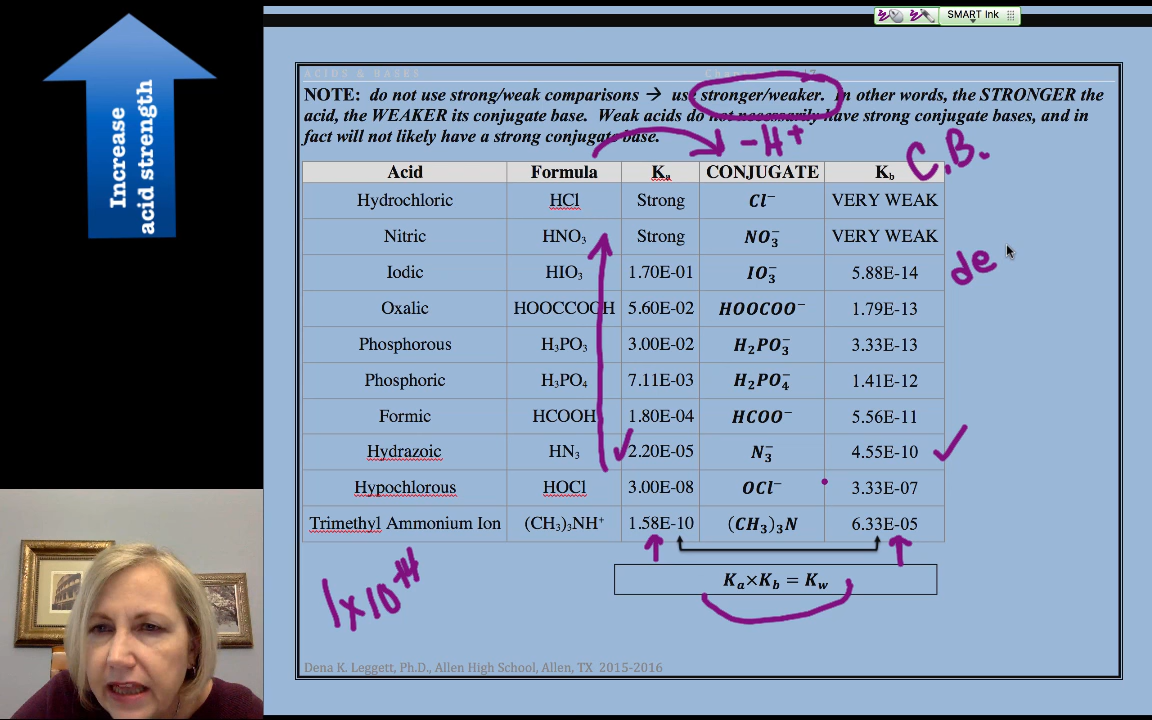 Increase
acid strength
SMART Ink
ACIDS & BASES
NOTE: do not use strong/weak comparisons → use stronger/weaker. In other words, the STRONGER the
acid, the WEAKER its conjugate base. Weak acids do not necessarily have strong conjugate bases, and in
fact will not likely have a strong conjugate base.
-H+
C.B.
Acid Formula Ka CONJUGATE Kb
Hydrochloric HCl Strong Cl⁻ VERY WEAK
Nitric HNO₃ Strong NO₃⁻ VERY WEAK
de
Iodic HIO₃ 1.70E-01 IO₃⁻ 5.88E-14
Oxalic HOOCCOOH 5.60E-02 HOOCOO⁻ 1.79E-13
Phosphorous H₃PO₃ 3.00E-02 H₂PO₃⁻ 3.33E-13
Phosphoric H₃PO₄ 7.11E-03 H₂PO₄⁻ 1.41E-12
Formic HCOOH 1.80E-04 HCOO⁻ 5.56E-11
Hydrazoic HN₃ 2.20E-05 N₃⁻ 4.55E-10
Hypochlorous HOCl 3.00E-08 OCl⁻ 3.33E-07
Trimethyl Ammonium Ion (CH₃)₃NH⁺ 1.58E-10 (CH₃)₃N 6.33E-05
Ka×Kb = Kw
1x10⁻¹⁴
Dena K. Leggett, Ph.D., Allen High School, Allen, TX 2015-2016